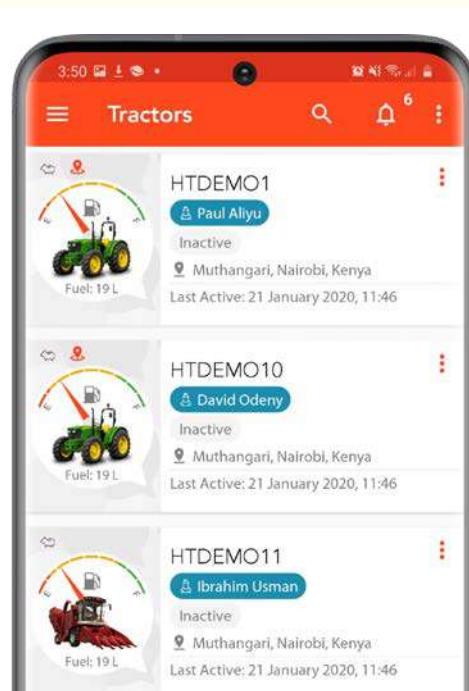 3:50
Tractors
6
HTDEMO1
Paul Aliyu
Inactive
Muthangari, Nairobi, Kenya
Last Active: 21 January 2020, 11:46
Fuel: 19 L
HTDEMO10
David Odeny
Inactive
Muthangari, Nairobi, Kenya
Last Active: 21 January 2020, 11:46
Fuel: 19 L
HTDEMO11
Ibrahim Usman
Inactive
Muthangari, Nairobi, Kenya
Last Active: 21 January 2020, 11:46
Fuel: 19 L